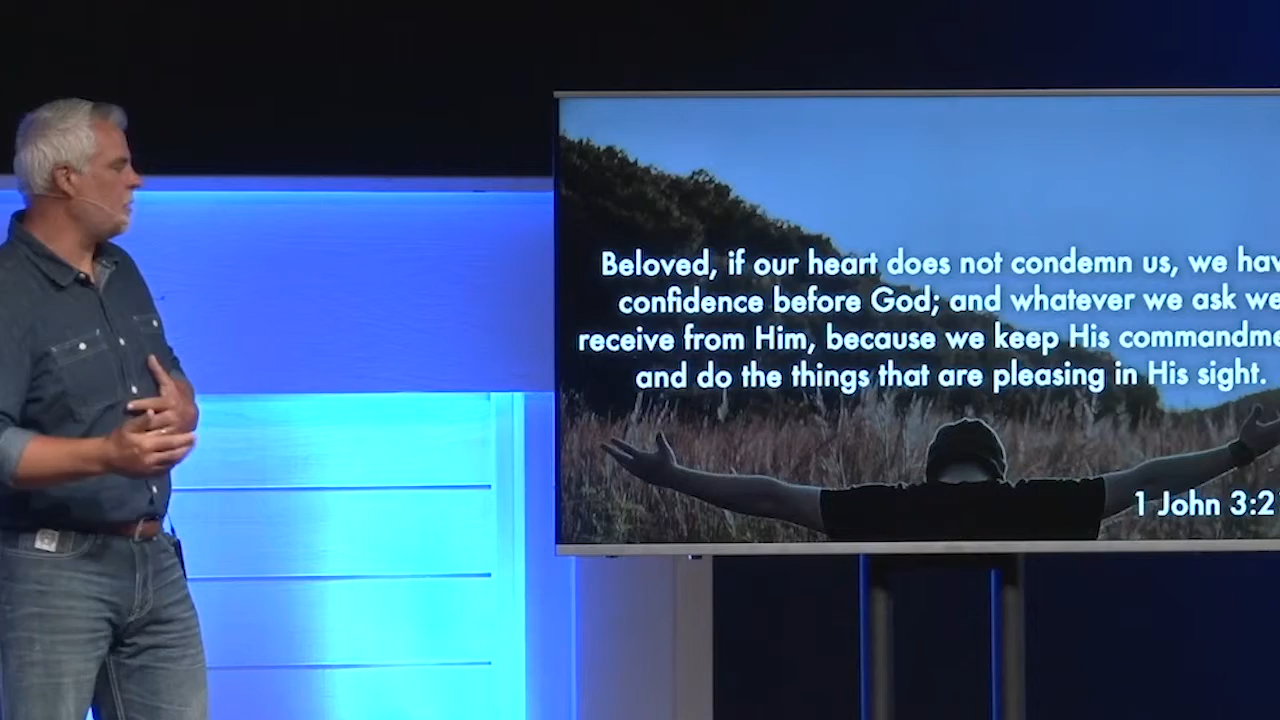 Beloved, if our heart does not condemn us, we hav
confidence before God; and whatever we ask we
receive from Him, because we keep His commandme
and do the things that are pleasing in His sight.
1 John 3:2